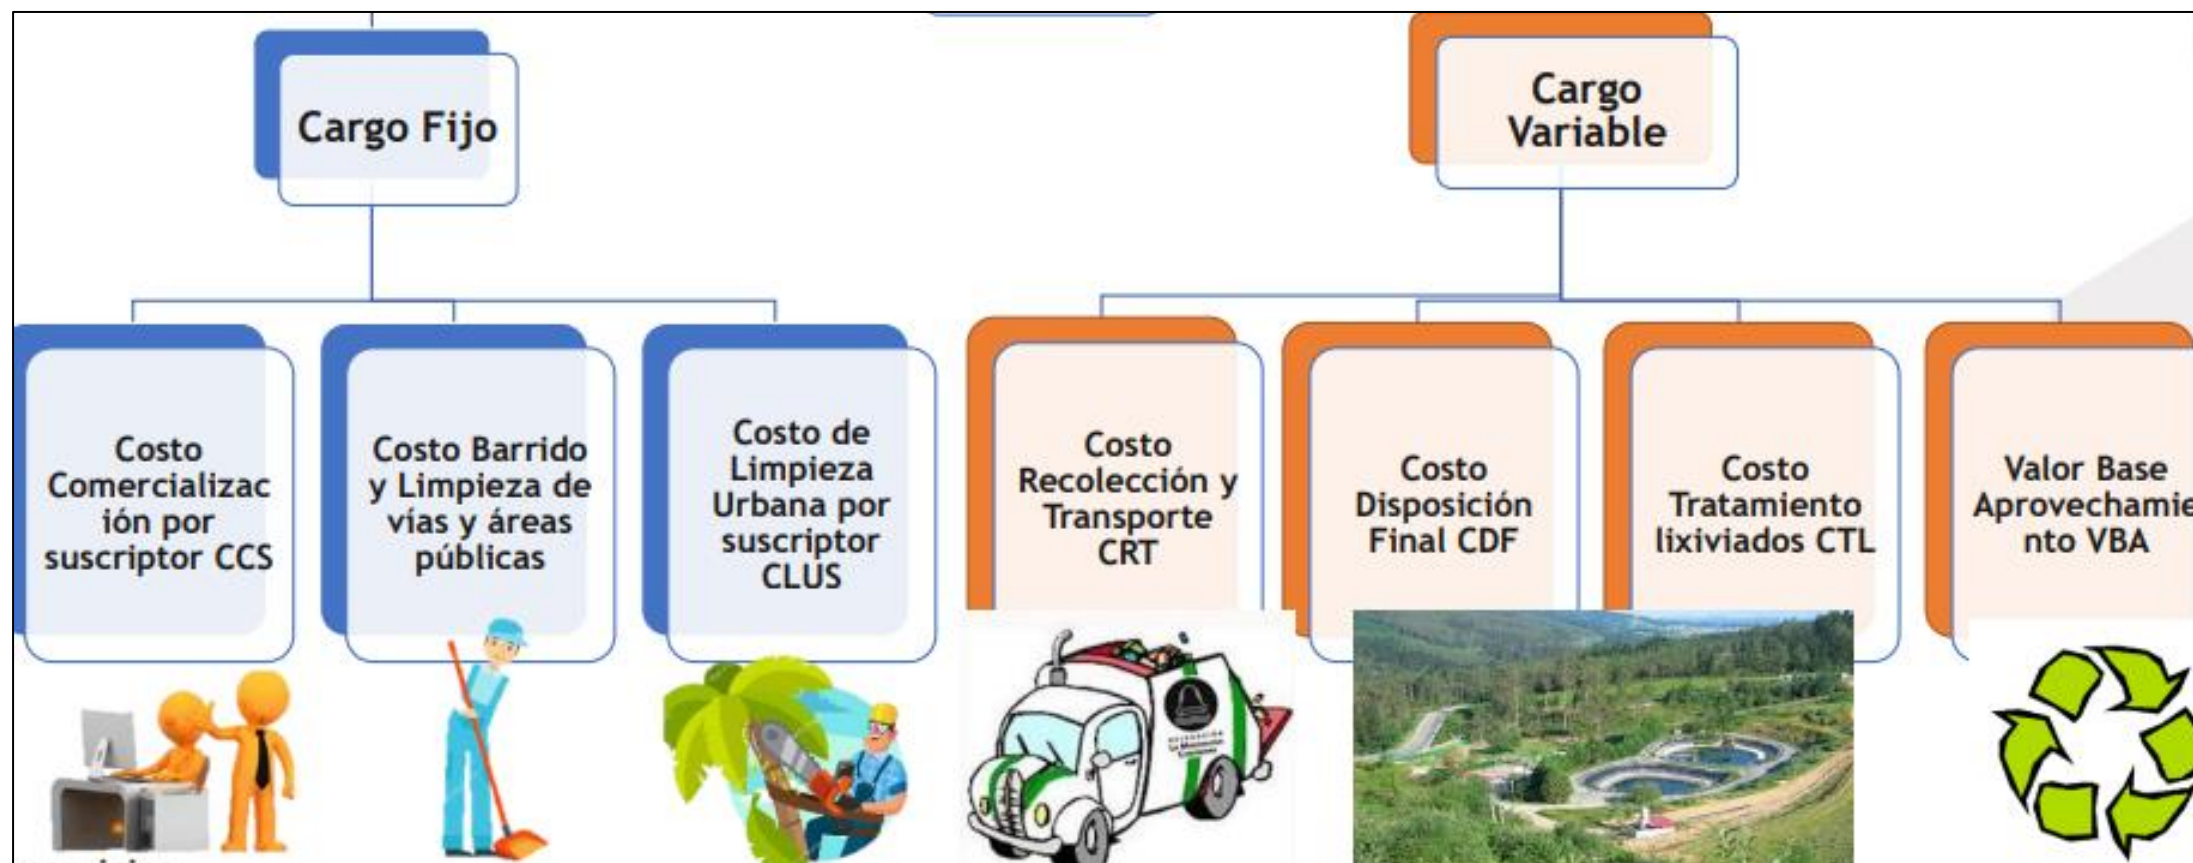 Cargo Fijo
Cargo
Variable
Costo
Comercializac
ión por
suscriptor CCS
Costo Barrido
y Limpieza de
vías y áreas
públicas
Costo de
Limpieza
Urbana por
suscriptor
CLUS
Costo
Recolección y
Transporte
CRT
Costo
Disposición
Final CDF
Costo
Tratamiento
lixiviados CTL
Valor Base
Aprovechamie
nto VBA